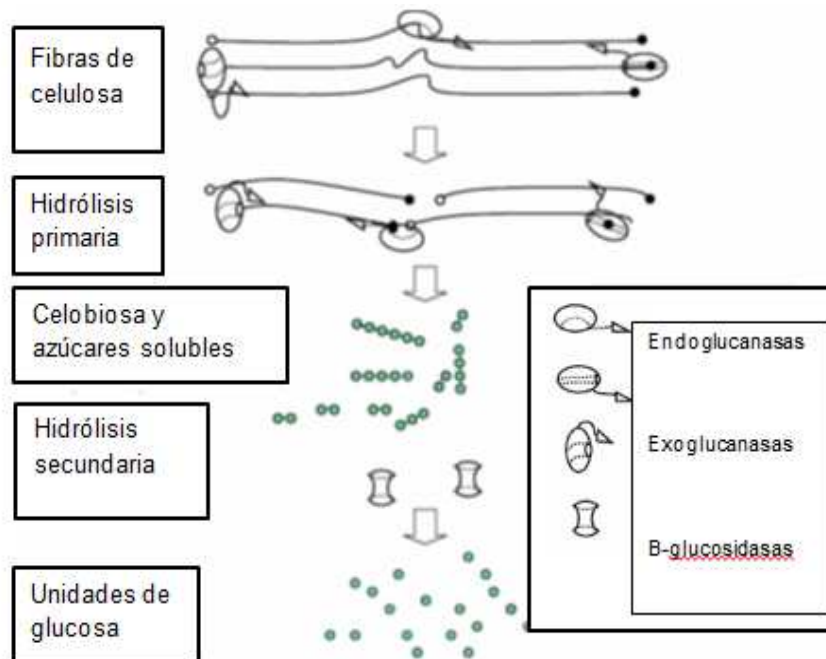 Fibras de
celulosa
Hidrólisis
primaria
Celobiosa y
azúcares solubles
Hidrólisis
secundaria
Unidades de
glucosa
Endoglucanasas
Exoglucanasas
B-glucosidasas